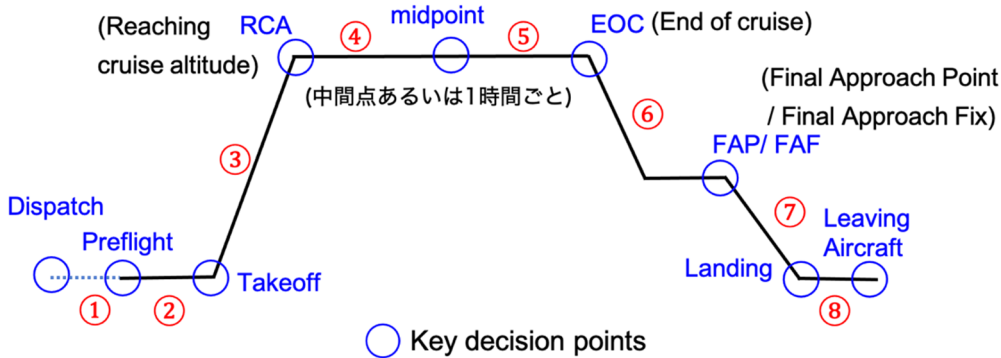 (Reaching
cruise altitude)
RCA
④
midpoint
⑤
EOC
(End of cruise)
(中間点あるいは1時間ごと)
(Final Approach Point
/ Final Approach Fix)
⑥
FAP/ FAF
③
Dispatch
Preflight
Takeoff
①
②
⑦
Leaving
Aircraft
Landing
⑧
Key decision points